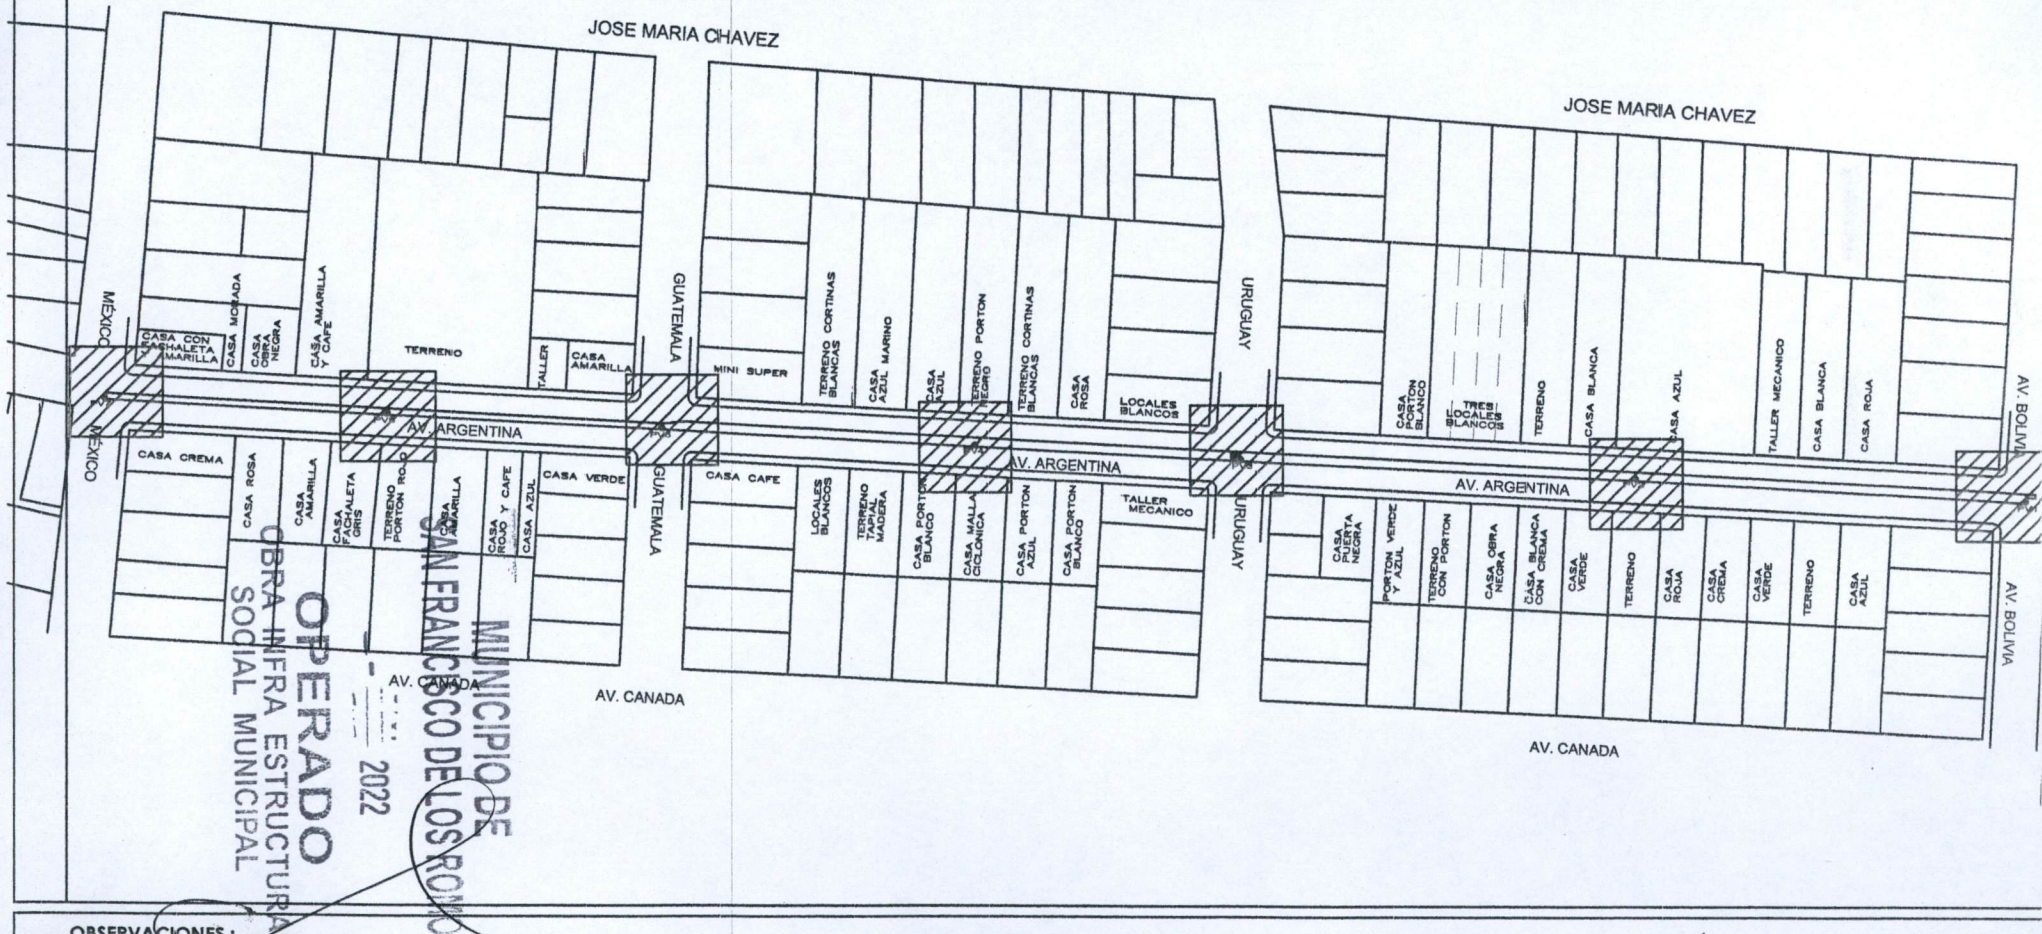 JOSE MARIA CHAVEZ
JOSE MARIA CHAVEZ
MÉXICO
GUATEMALA
URUGUAY
AV. BOLIVIA
CASA CON
FACHALETA
AMARILLA
CASA MORADA
CASA
OBRA
NEGRA
CASA AMARILLA
Y CAFE
TERRENO
TALLER
CASA
AMARILLA
MINI SUPER
TERRENO CORTINAS
BLANCAS
CASA
AZUL MARINO
CASA
AZUL
TERRENO PORTON
NEGRO
TERRENO CORTINAS
BLANCAS
CASA
ROSA
LOCALES
BLANCOS
CASA
PORTON
BLANCO
TRES
LOCALES
BLANCOS
TERRENO
CASA BLANCA
CASA AZUL
TALLER MECANICO
CASA BLANCA
CASA ROJA
AV. ARGENTINA
AV. ARGENTINA
AV. ARGENTINA
MÉXICO
GUATEMALA
URUGUAY
AV. BOLIVIA
CASA CREMA
CASA ROSA
CASA
AMARILLA
CASA
FACHALETA
GRIS
TERRENO
PORTON ROJO
CASA
AMARILLA
CASA
ROJO Y CAFE
CASA AZUL
CASA VERDE
CASA CAFE
LOCALES
BLANCOS
TERRENO
TAPIAL
MADERA
CASA PORTON
BLANCO
CASA MALLA
CICLONICA
CASA PORTON
AZUL
CASA PORTON
BLANCO
TALLER
MECANICO
CASA
PUERTA
NEGRA
PORTON VERDE
Y AZUL
TERRENO
CON PORTON
CASA OBRA
NEGRA
CASA BLANCA
CON CREMA
CASA
VERDE
TERRENO
CASA
ROJA
CASA
CREMA
CASA
VERDE
TERRENO
CASA
AZUL
AV. CANADA
AV. CANADA
AV. CANADA
MUNICIPIO DE
SAN FRANCISCO DE LOS ROMO
2022
OPERADO
OBRA INFRA ESTRUCTURA
SOCIAL MUNICIPAL
OBSERVACIONES :